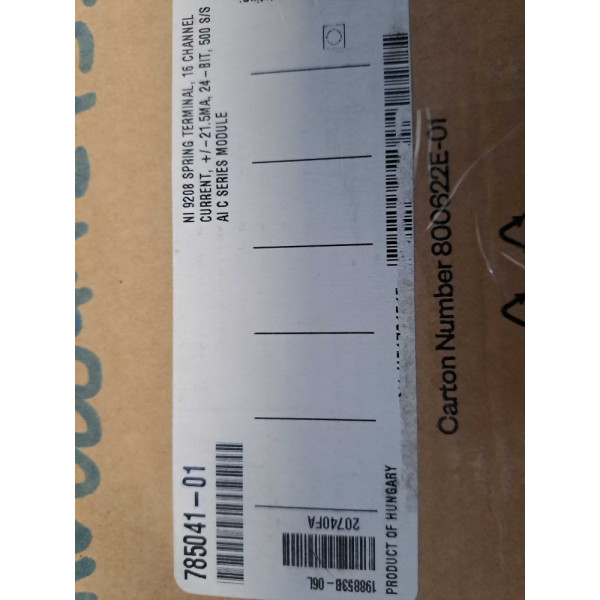 NI 9208 SPRING TERMINAL, 16 CHANNEL
CURRENT, +/-21.5MA, 24-BIT, 500 S/S
AI C SERIES MODULE
785041-01
20740FA
198853B-06L
PRODUCT OF HUNGARY
Carton Number 800622E-01